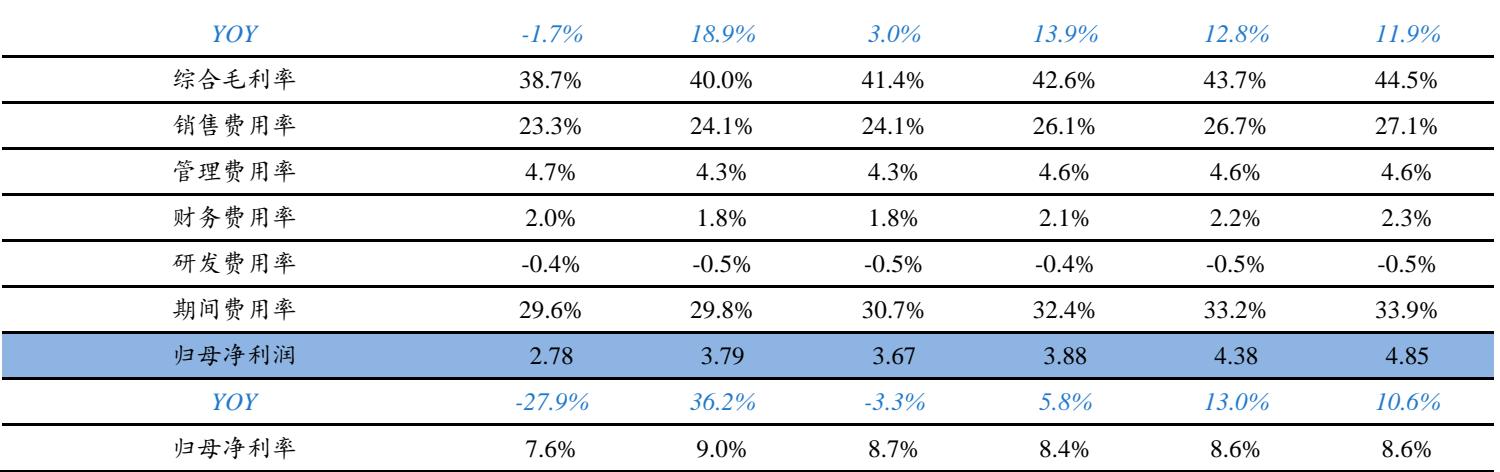 YOY -1.7% 18.9% 3.0% 13.9% 12.8% 11.9%
综合毛利率 38.7% 40.0% 41.4% 42.6% 43.7% 44.5%
销售费用率 23.3% 24.1% 24.1% 26.1% 26.7% 27.1%
管理费用率 4.7% 4.3% 4.3% 4.6% 4.6% 4.6%
财务费用率 2.0% 1.8% 1.8% 2.1% 2.2% 2.3%
研发费用率 -0.4% -0.5% -0.5% -0.4% -0.5% -0.5%
期间费用率 29.6% 29.8% 30.7% 32.4% 33.2% 33.9%
归母净利润 2.78 3.79 3.67 3.88 4.38 4.85
YOY -27.9% 36.2% -3.3% 5.8% 13.0% 10.6%
归母净利率 7.6% 9.0% 8.7% 8.4% 8.6% 8.6%